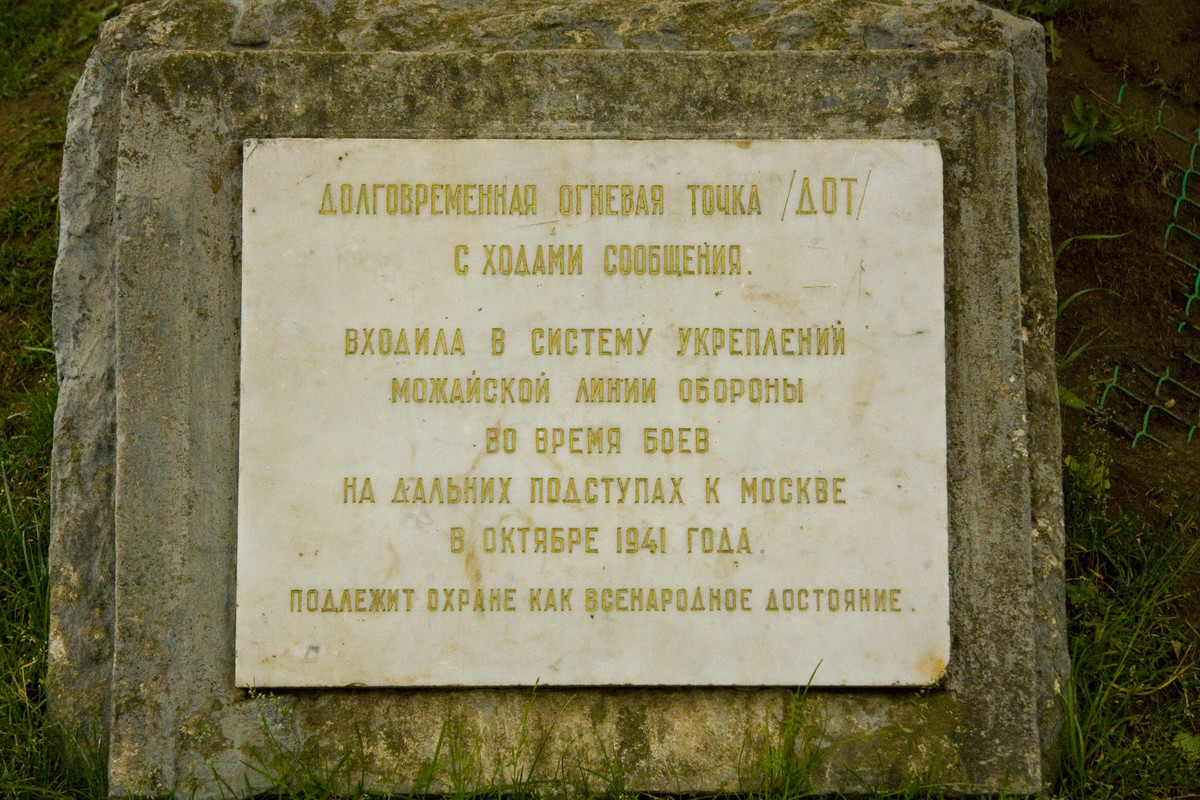 ДОЛГОВРЕМЕННАЯ ОГНЕВАЯ ТОЧКА /ДОТ/
С ХОДАМИ СООБЩЕНИЯ.
ВХОДИЛА В СИСТЕМУ УКРЕПЛЕНИЙ
МОЖАЙСКОЙ ЛИНИИ ОБОРОНЫ
ВО ВРЕМЯ БОЕВ
НА ДАЛЬНИХ ПОДСТУПАХ К МОСКВЕ
В ОКТЯБРЕ 1941 ГОДА.
ПОДЛЕЖИТ ОХРАНЕ КАК ВСЕНАРОДНОЕ ДОСТОЯНИЕ.